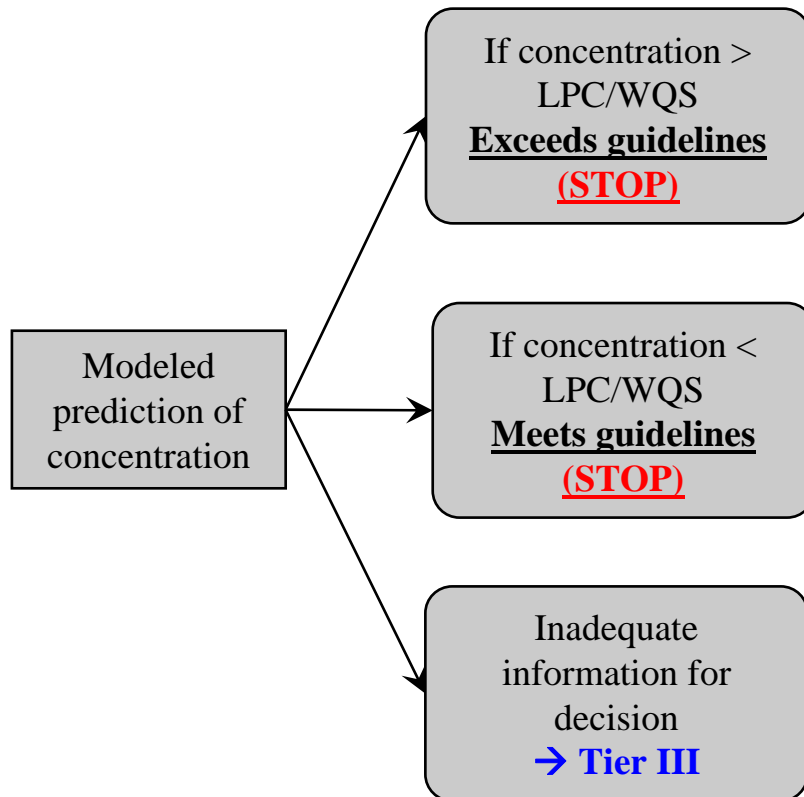 If concentration >
LPC/WQS
Exceeds guidelines
(STOP)
Modeled
prediction of
concentration
If concentration <
LPC/WQS
Meets guidelines
(STOP)
Inadequate
information for
decision
→ Tier III